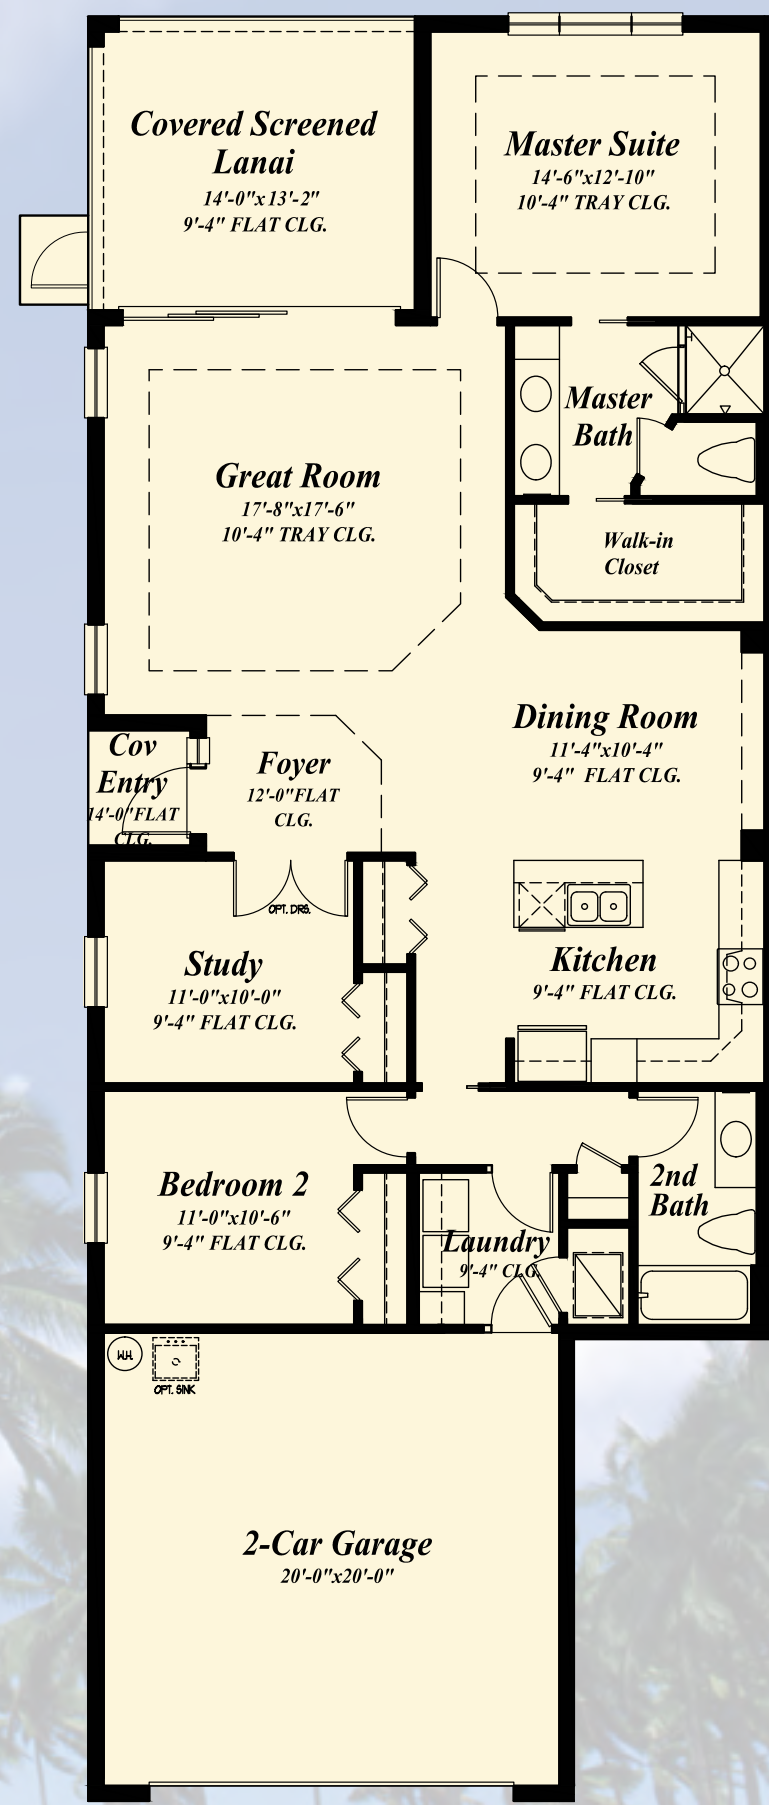 Covered Screened
Lanai
14'-0"x13'-2"
9'-4" FLAT CLG.
Master Suite
14'-6"x12'-10"
10'-4" TRAY CLG.
Master
Bath
Great Room
17'-8"x17'-6"
10'-4" TRAY CLG.
Walk-in
Closet
Dining Room
11'-4"x10'-4"
9'-4" FLAT CLG.
Cov
Entry
14'-0"FLAT
CLG.
Foyer
12'-0"FLAT
CLG.
OPT. DRS.
Study
11'-0"x10'-0"
9'-4" FLAT CLG.
Kitchen
9'-4" FLAT CLG.
Bedroom 2
11'-0"x10'-6"
9'-4" FLAT CLG.
2nd
Bath
Laundry
9'-4" CLG.
W.H.
OPT. SINK
2-Car Garage
20'-0"x20'-0"